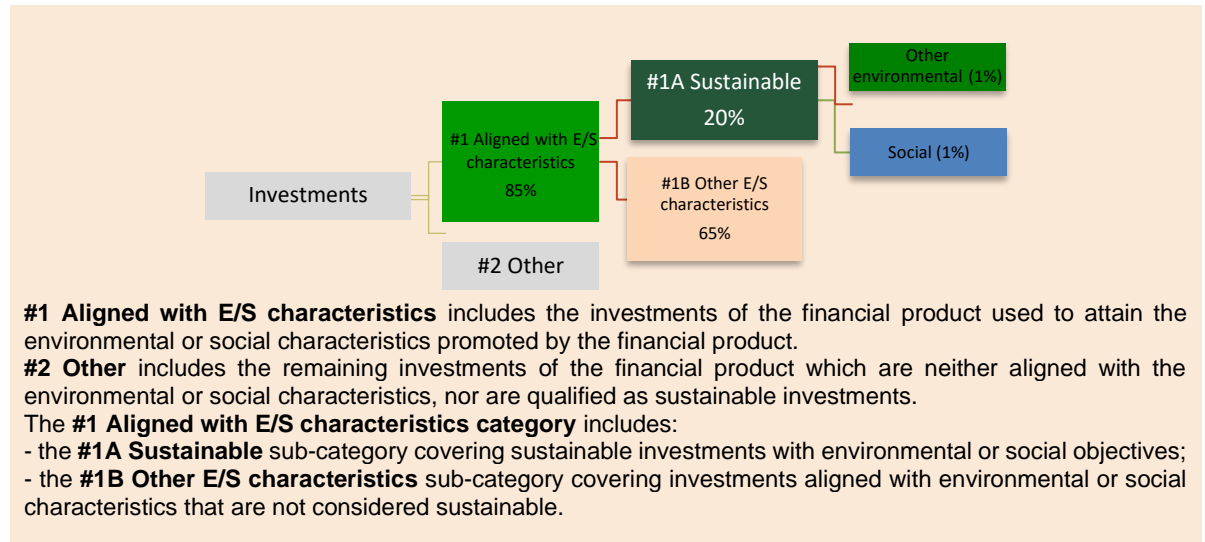 Investments
#1 Aligned with E/S
characteristics
85%
#2 Other
#1A Sustainable
20%
#1B Other E/S
characteristics
65%
Other
environmental (1%)
Social (1%)
#1 Aligned with E/S characteristics includes the investments of the financial product used to attain the
environmental or social characteristics promoted by the financial product.
#2 Other includes the remaining investments of the financial product which are neither aligned with the
environmental or social characteristics, nor are qualified as sustainable investments.
The #1 Aligned with E/S characteristics category includes:
- the #1A Sustainable sub-category covering sustainable investments with environmental or social objectives;
- the #1B Other E/S characteristics sub-category covering investments aligned with environmental or social
characteristics that are not considered sustainable.